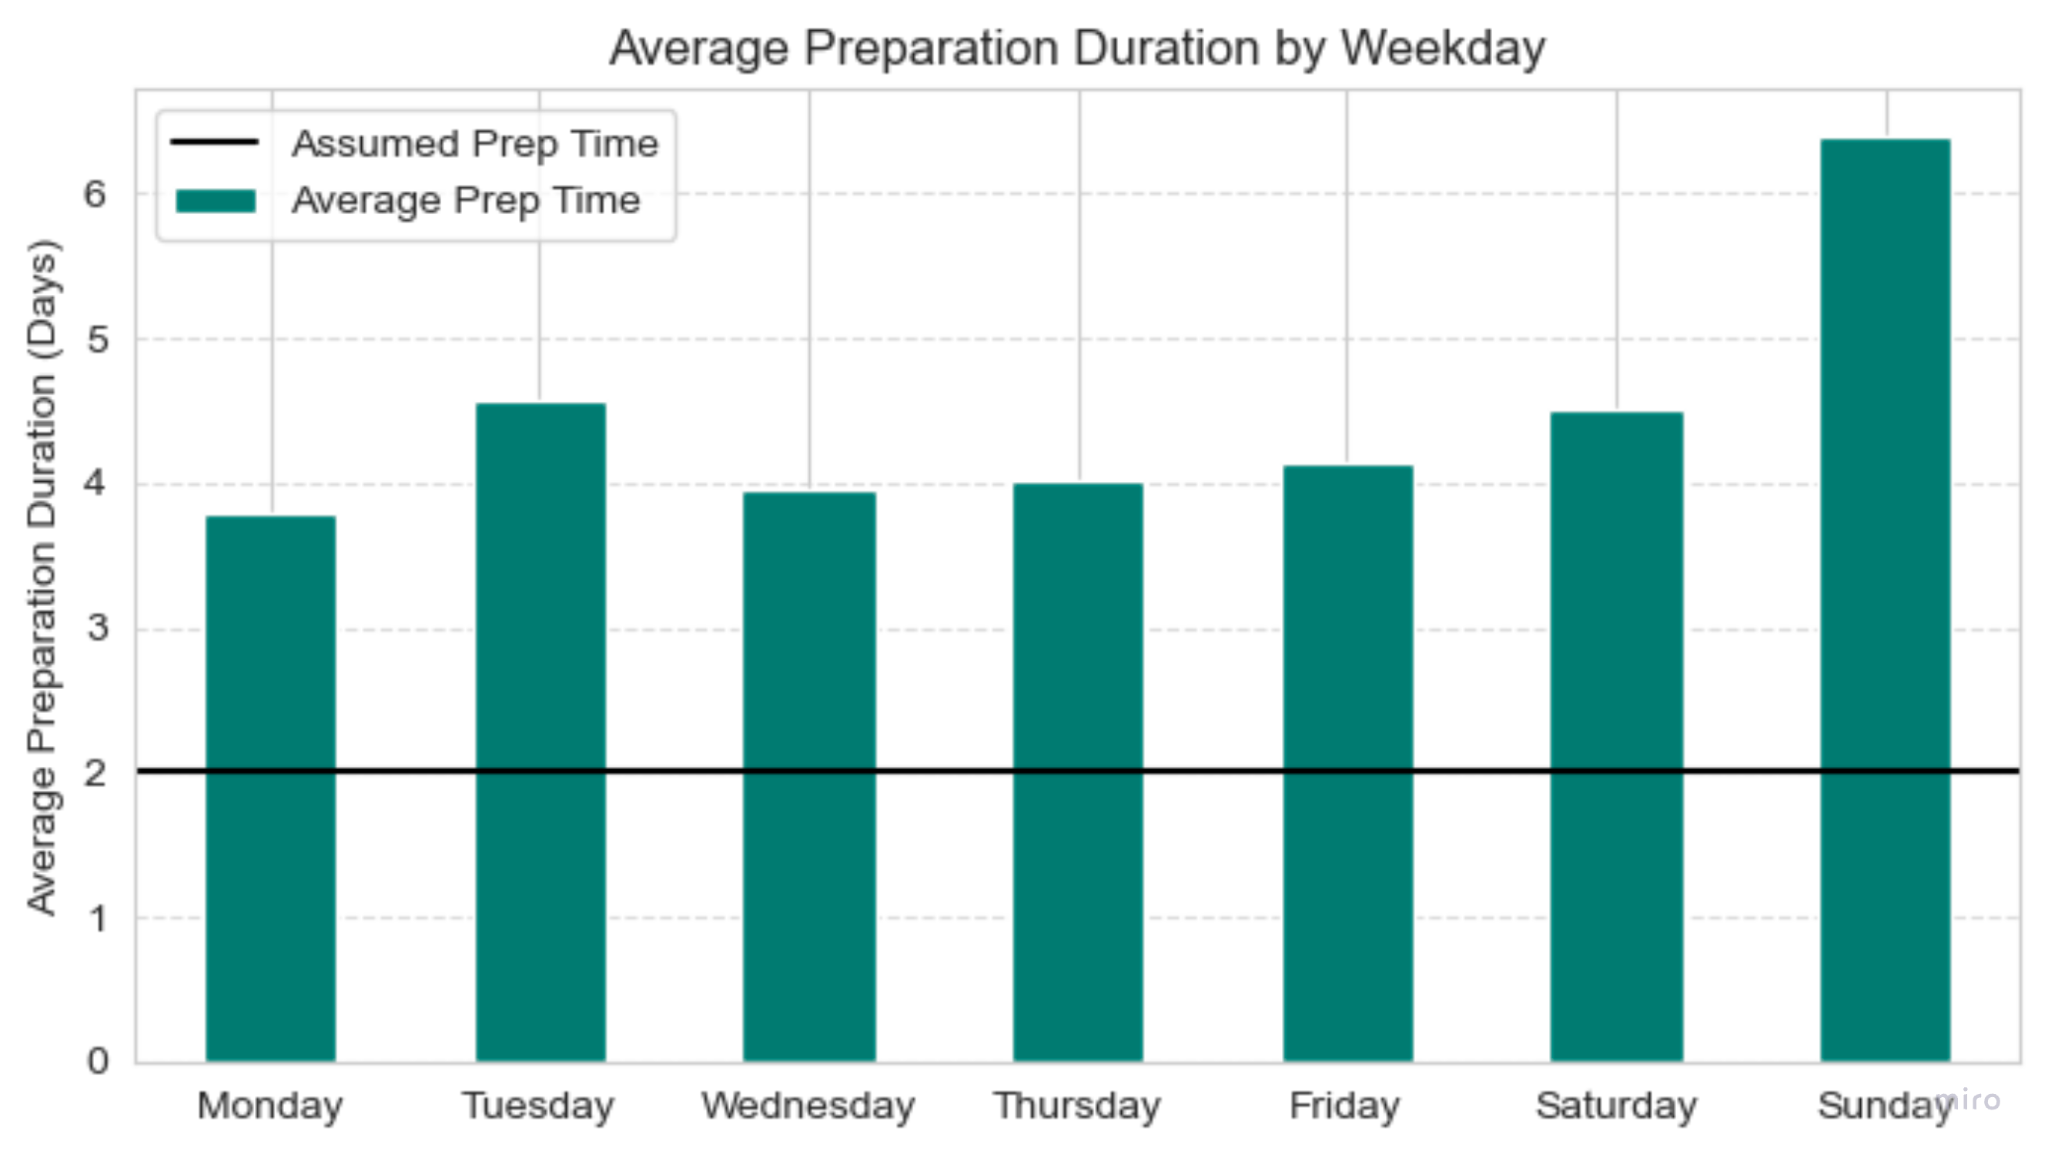 Average Preparation Duration by Weekday
Assumed Prep Time
Average Prep Time
Average Preparation Duration (Days)
6
5
4
3
2
1
0
Monday Tuesday Wednesday Thursday Friday Saturday Sunday
miro